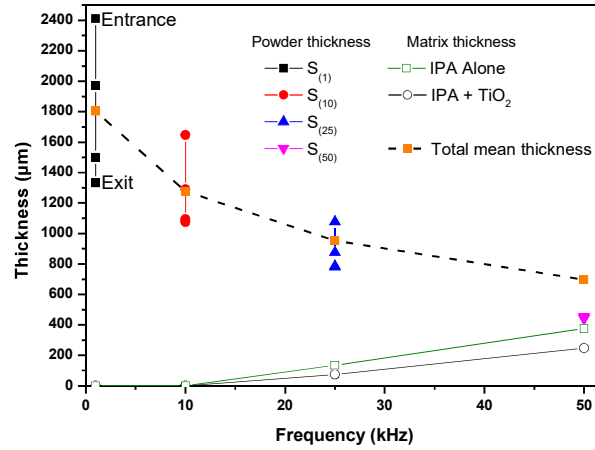 2400
2200
2000
1800
1600
1400
1200
1000
800
600
400
200
0
Thickness (µm)
Entrance
Exit
Powder thickness
S(1)
S(10)
S(25)
S(50)
Matrix thickness
IPA Alone
IPA + TiO2
Total mean thickness
0 10 20 30 40 50
Frequency (kHz)